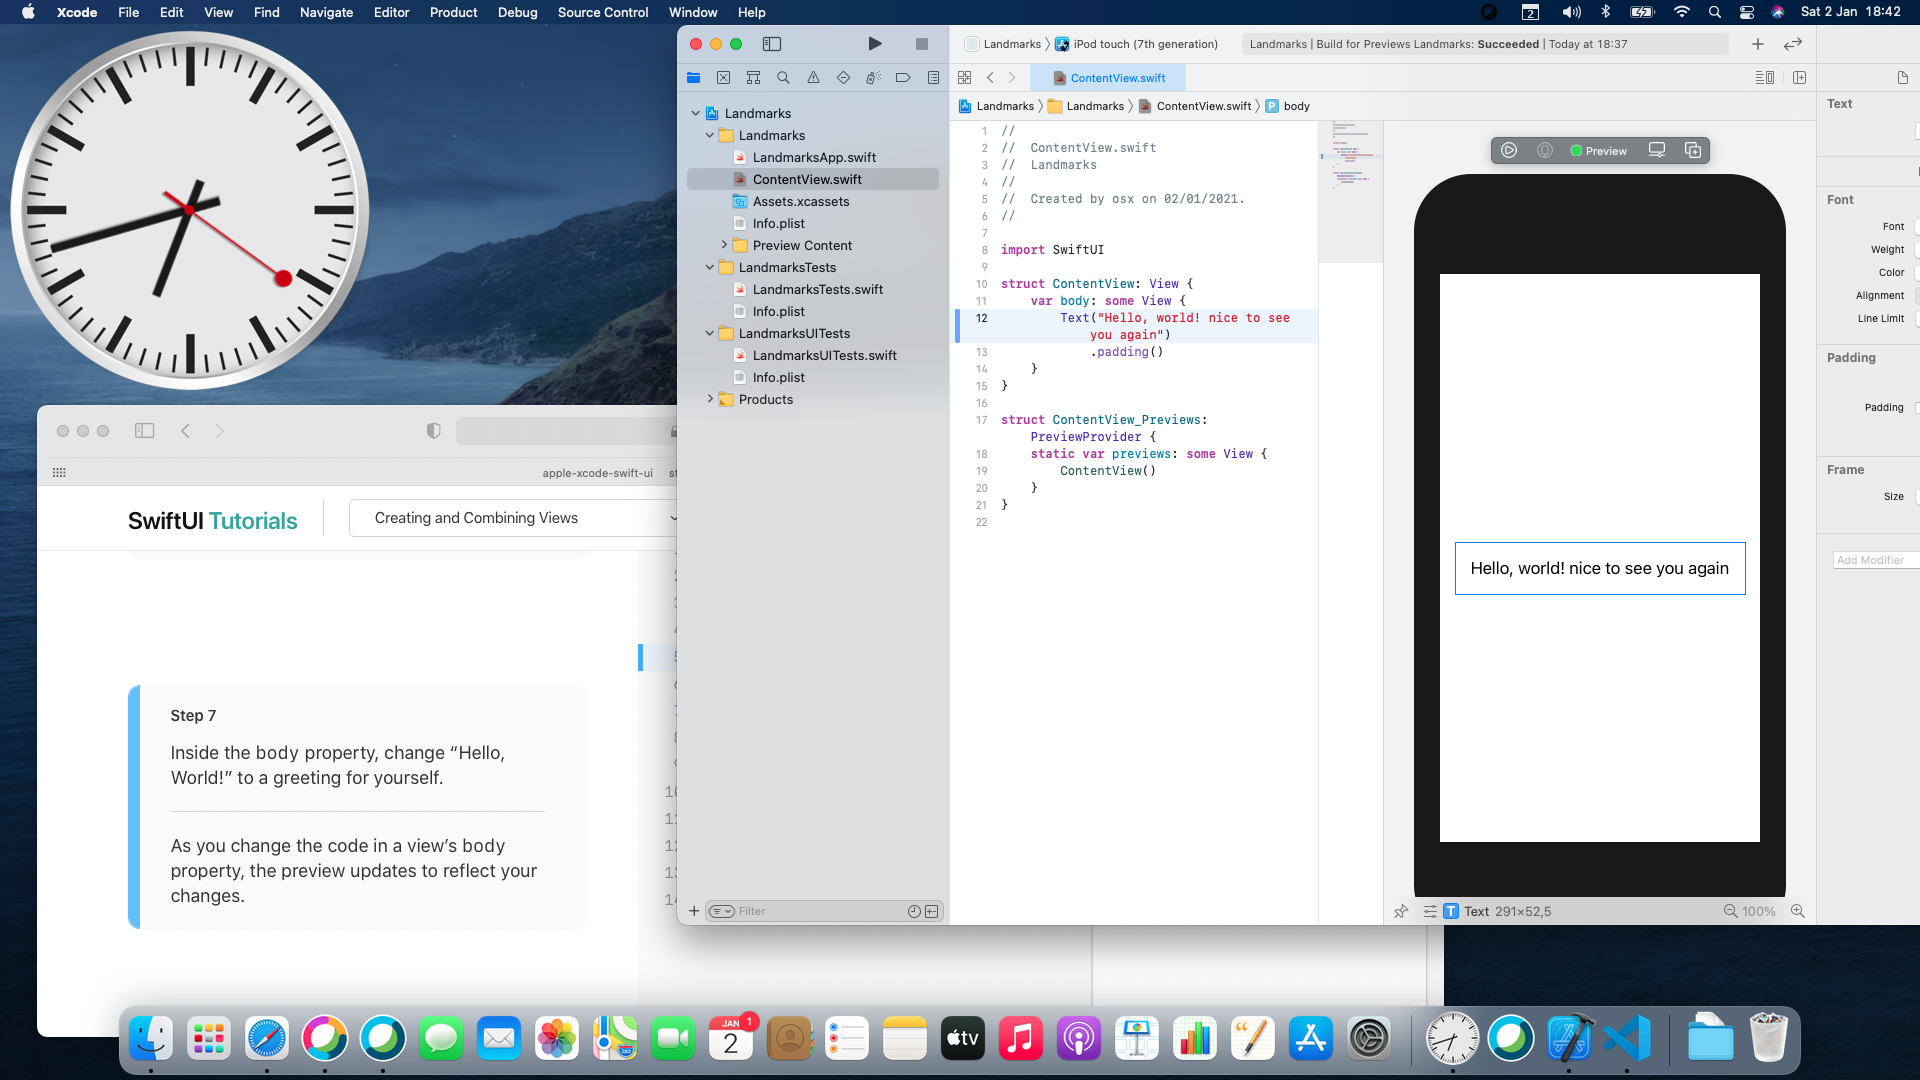 Xcode File Edit View Find Navigate Editor Product Debug Source Control Window Help
2
Sat 2 Jan 18:42
Landmarks
iPod touch (7th generation)
Landmarks | Build for Previews Landmarks: Succeeded | Today at 18:37
ContentView.swift
Landmarks
Landmarks
ContentView.swift
P
body
Landmarks
Landmarks
LandmarksApp.swift
ContentView.swift
Assets.xcassets
Info.plist
Preview Content
LandmarksTests
LandmarksTests.swift
Info.plist
LandmarksUITests
LandmarksUITests.swift
Info.plist
Products
Filter
1 //
2 //  ContentView.swift
3 //  Landmarks
4 //
5 //  Created by osx on 02/01/2021.
6 //
7
8 import SwiftUI
9
10 struct ContentView: View {
11     var body: some View {
12         Text("Hello, world! nice to see
you again")
13             .padding()
14     }
15 }
16
17 struct ContentView_Previews:
PreviewProvider {
18     static var previews: some View {
19         ContentView()
20     }
21 }
22
Preview
Hello, world! nice to see you again
T
Text 291×52,5
100%
Text
Font
Font
Weight
Color
Alignment
Line Limit
Padding
Padding
Frame
Size
Add Modifier
apple-xcode-swift-ui
SwiftUI Tutorials
Creating and Combining Views
Step 7
Inside the body property, change “Hello,
World!” to a greeting for yourself.
As you change the code in a view’s body
property, the preview updates to reflect your
changes.
10
JAN
2
1
tv
280